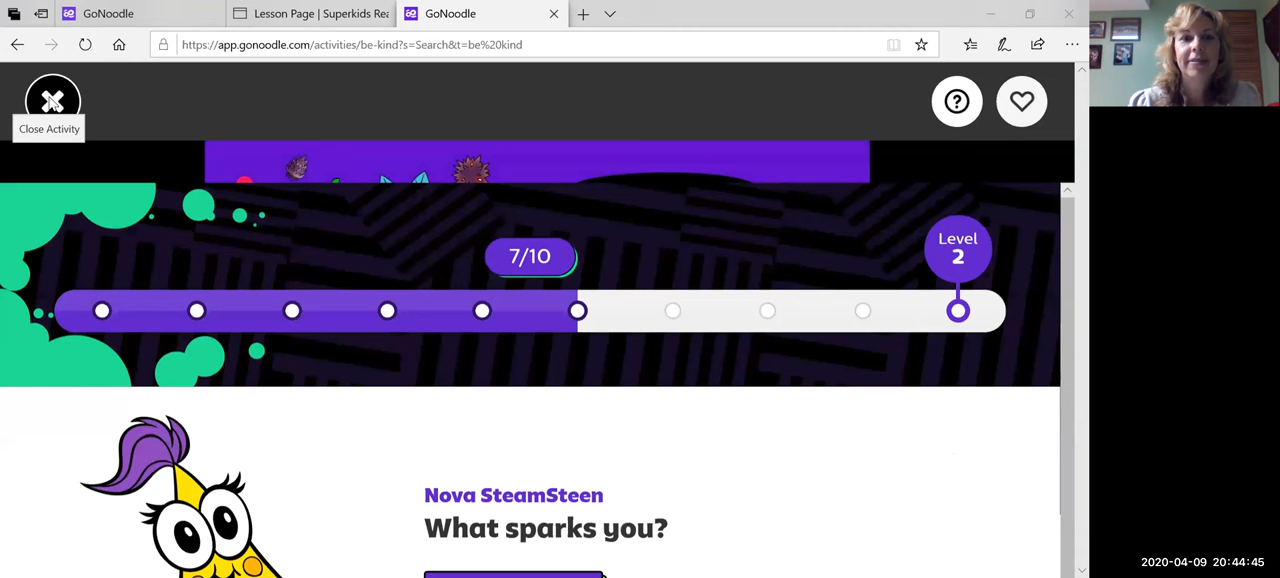 GoNoodle
Lesson Page | Superkids Rea
GoNoodle
https://app.gonoodle.com/activities/be-kind?s=Search&t=be%20kind
Close Activity
7/10
Level
2
Nova SteamSteen
What sparks you?
2020-04-09 20:44:45